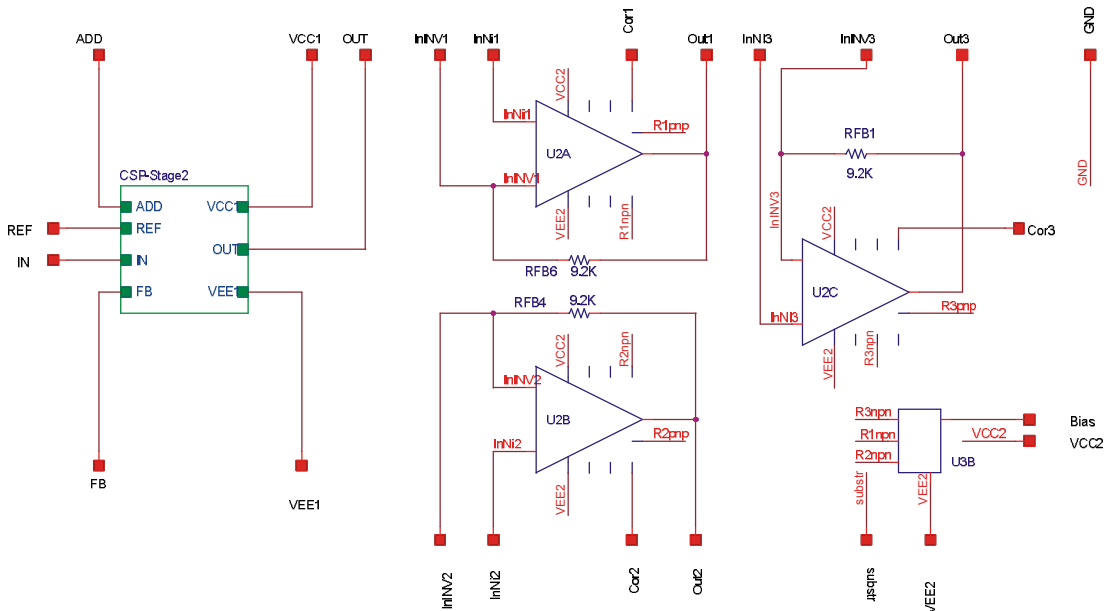 ADD
VCC1
OUT
InINV1
InNi1
Cor1
Out1
InNI3
InINV3
Out3
GND
CSP-Stage2
ADD
REF
IN
FB
VCC1
OUT
VEE1
REF
IN
FB
VEE1
VCC2
InNi1
R1pnp
U2A
InINV1
VEE2
R1npn
RFB6
9.2K
RFB4
9.2K
VCC2
R2npn
InINV2
U2B
R2pnp
InNi2
VEE2
InINV2
InNi2
Cor2
Out2
RFB1
9.2K
GND
InINV3
VCC2
Cor3
U2C
R3pnp
InNI3
VEE2
R3npn
R3npn
R1npn
R2npn
Bias
VCC2
VCC2
U3B
substr
VEE2
substr
VEE2